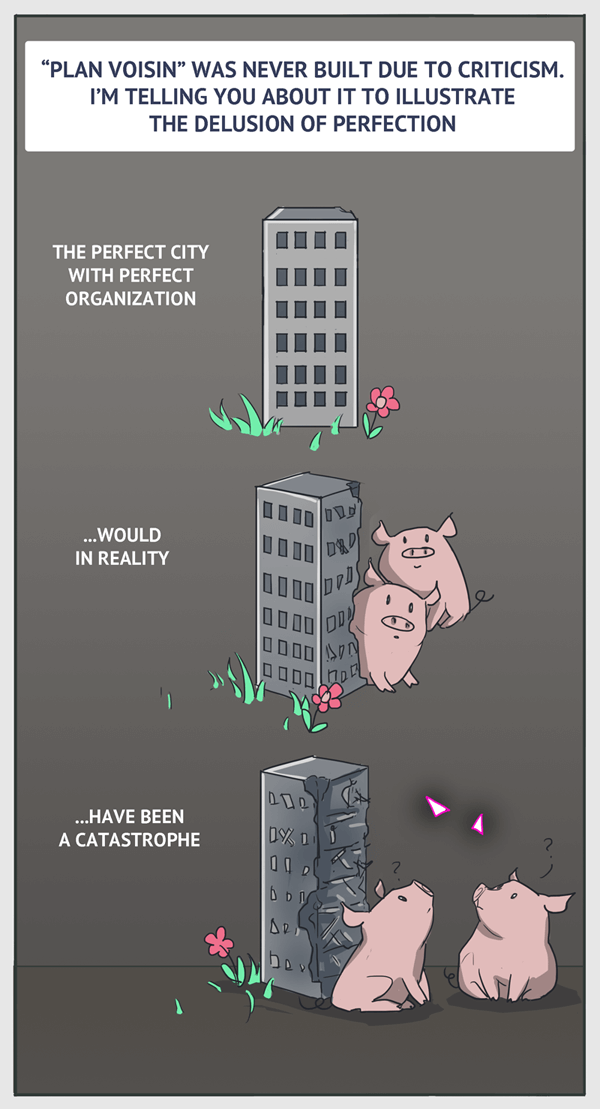 “PLAN VOISIN” WAS NEVER BUILT DUE TO CRITICISM.
I’M TELLING YOU ABOUT IT TO ILLUSTRATE
THE DELUSION OF PERFECTION
THE PERFECT CITY
WITH PERFECT
ORGANIZATION
...WOULD
IN REALITY
...HAVE BEEN
A CATASTROPHE
?
?